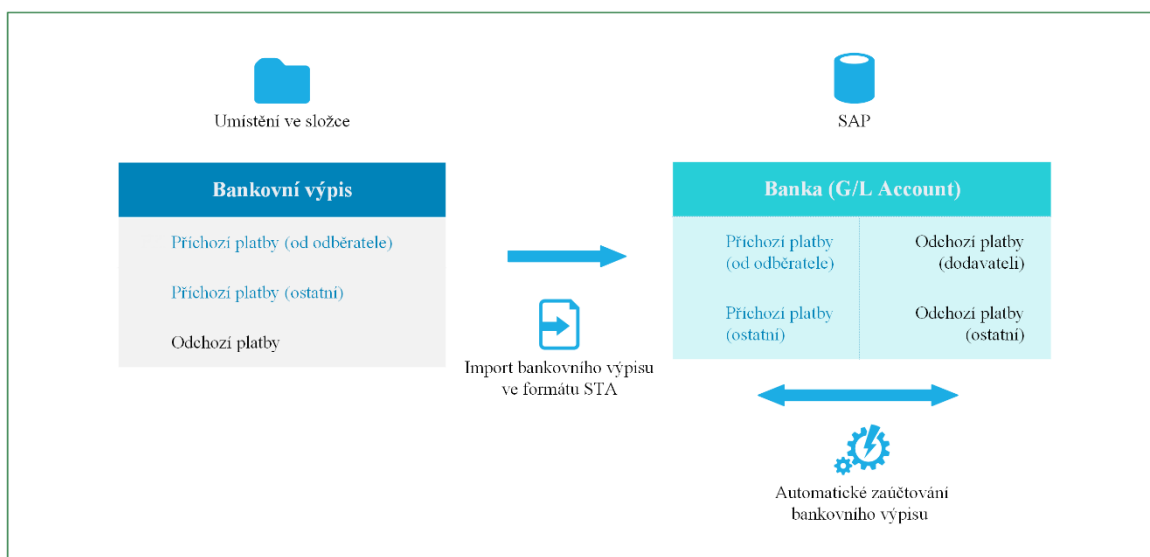 Umístění ve složce
Bankovní výpis
Příchozí platby (od odběratele)
Příchozí platby (ostatní)
Odchozí platby
Import bankovního výpisu
ve formátu STA
SAP
Banka (G/L Account)
Příchozí platby
(od odběratele)
Odchozí platby
(dodavateli)
Příchozí platby
(ostatní)
Odchozí platby
(ostatní)
Automatické zaúčtování
bankovního výpisu